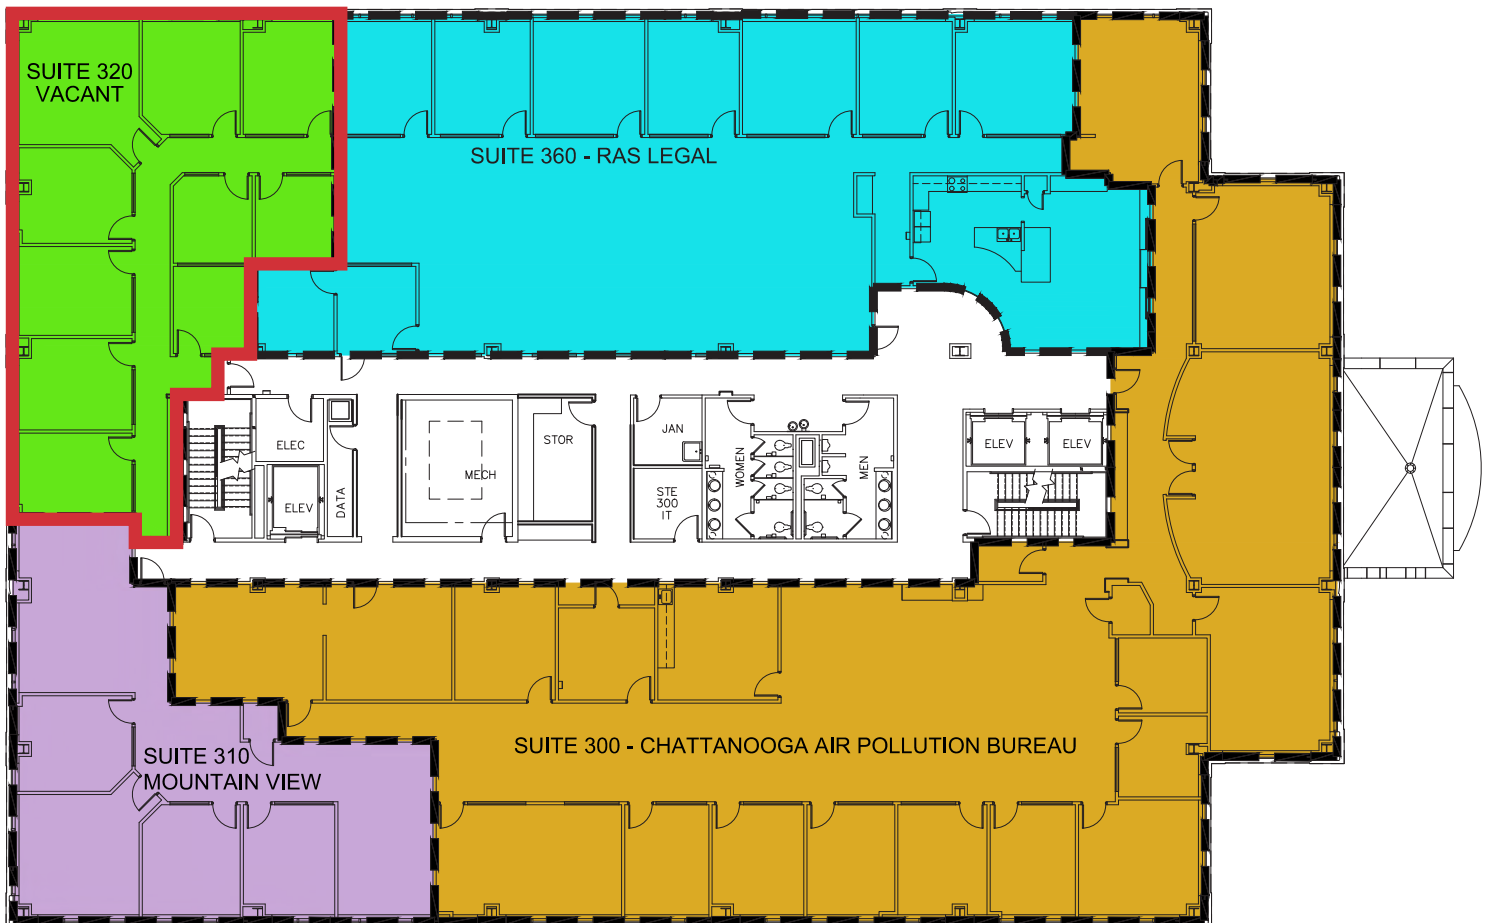 SUITE 320
VACANT
SUITE 360 - RAS LEGAL
ELEC
ELEV
DATA
MECH
STOR
JAN
STE
300
IT
WOMEN
MEN
ELEV
ELEV
SUITE 310
MOUNTAIN VIEW
SUITE 300 - CHATTANOOGA AIR POLLUTION BUREAU